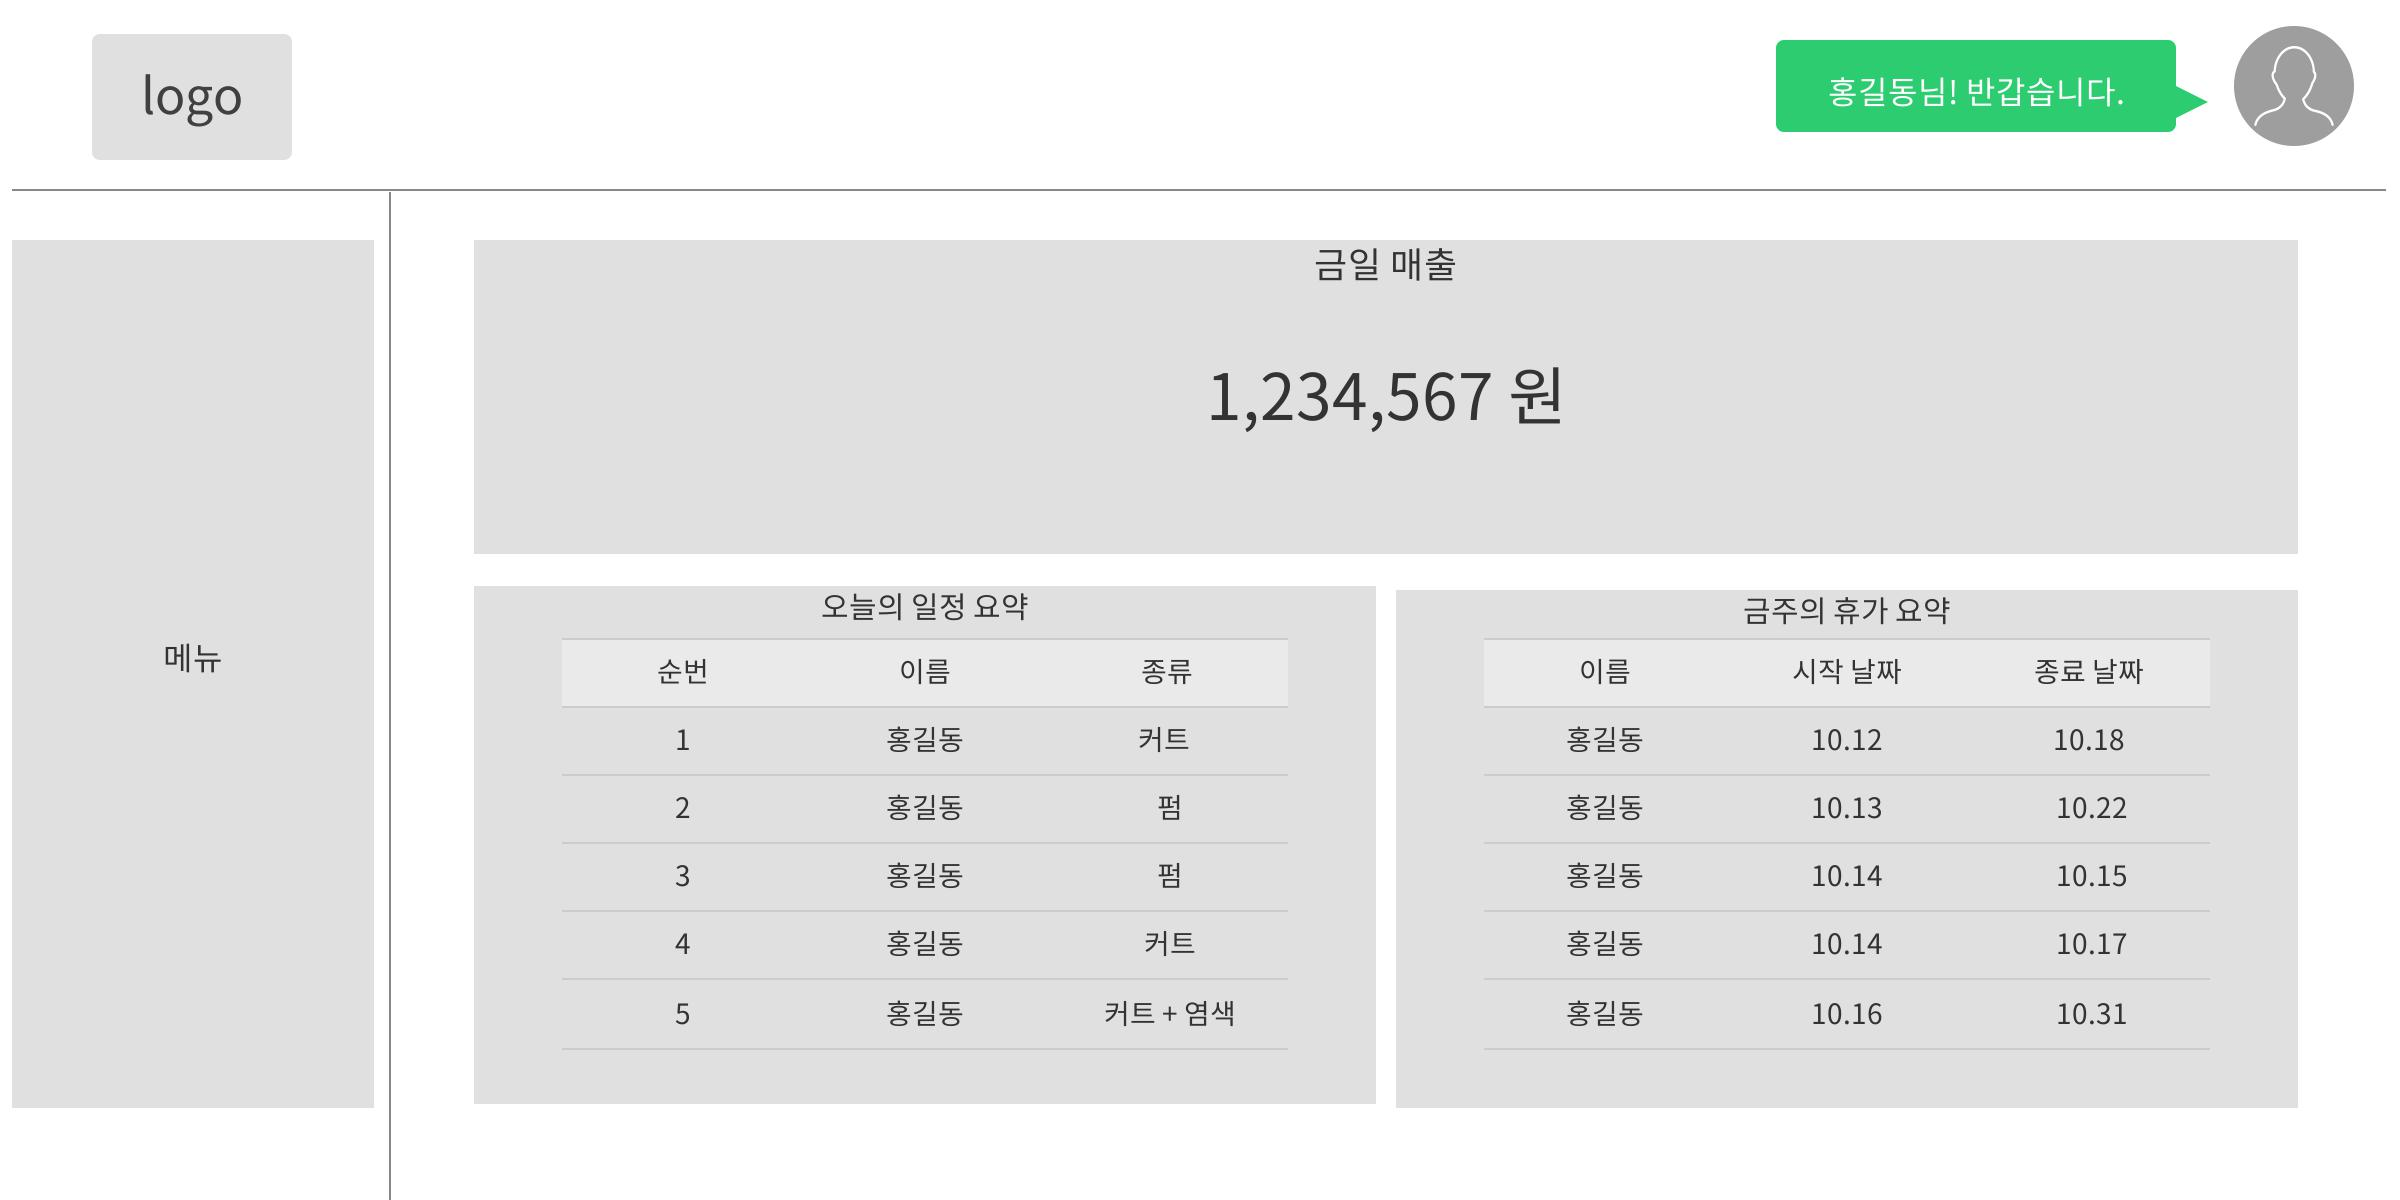 logo
홍길동님! 반갑습니다.
메뉴
금일 매출
1,234,567 원
오늘의 일정 요약
순번 이름 종류
1 홍길동 커트
2 홍길동 펌
3 홍길동 펌
4 홍길동 커트
5 홍길동 커트 + 염색
금주의 휴가 요약
이름 시작 날짜 종료 날짜
홍길동 10.12 10.18
홍길동 10.13 10.22
홍길동 10.14 10.15
홍길동 10.14 10.17
홍길동 10.16 10.31